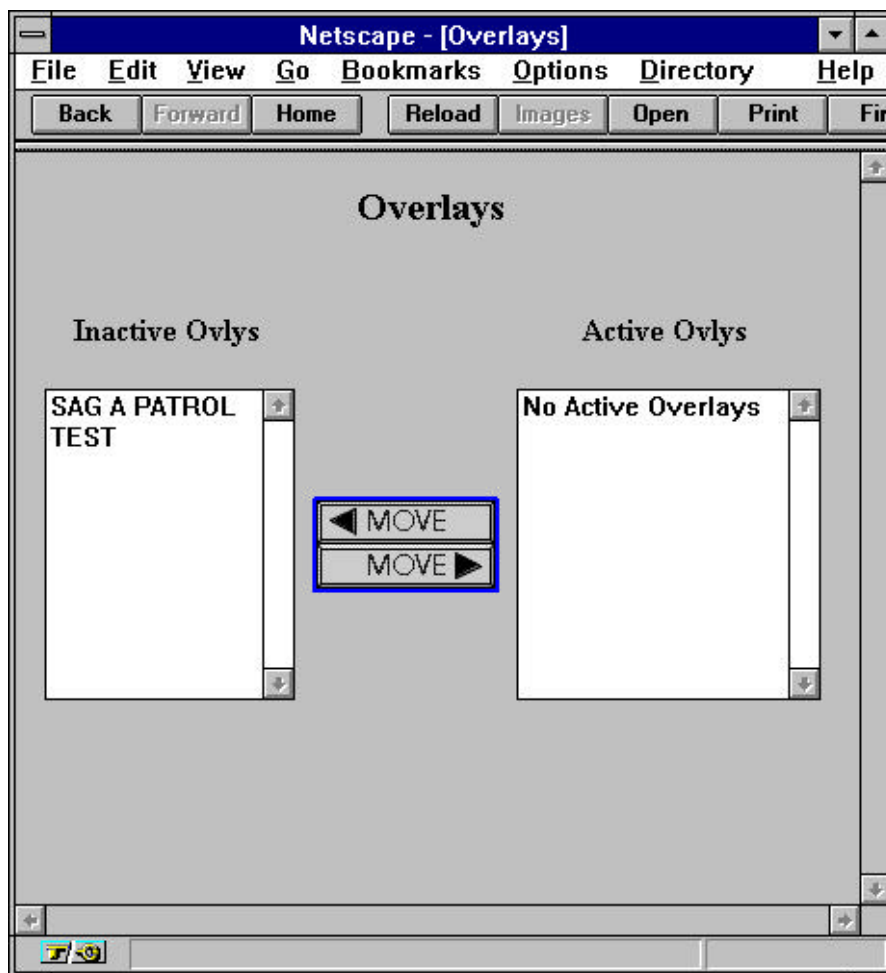 Netscape - [Overlays]
File Edit View Go Bookmarks Options Directory Help
Back Forward Home Reload Images Open Print Fin
Overlays
Inactive Ovlys Active Ovlys
SAG A PATROL
TEST
No Active Overlays
MOVE
MOVE